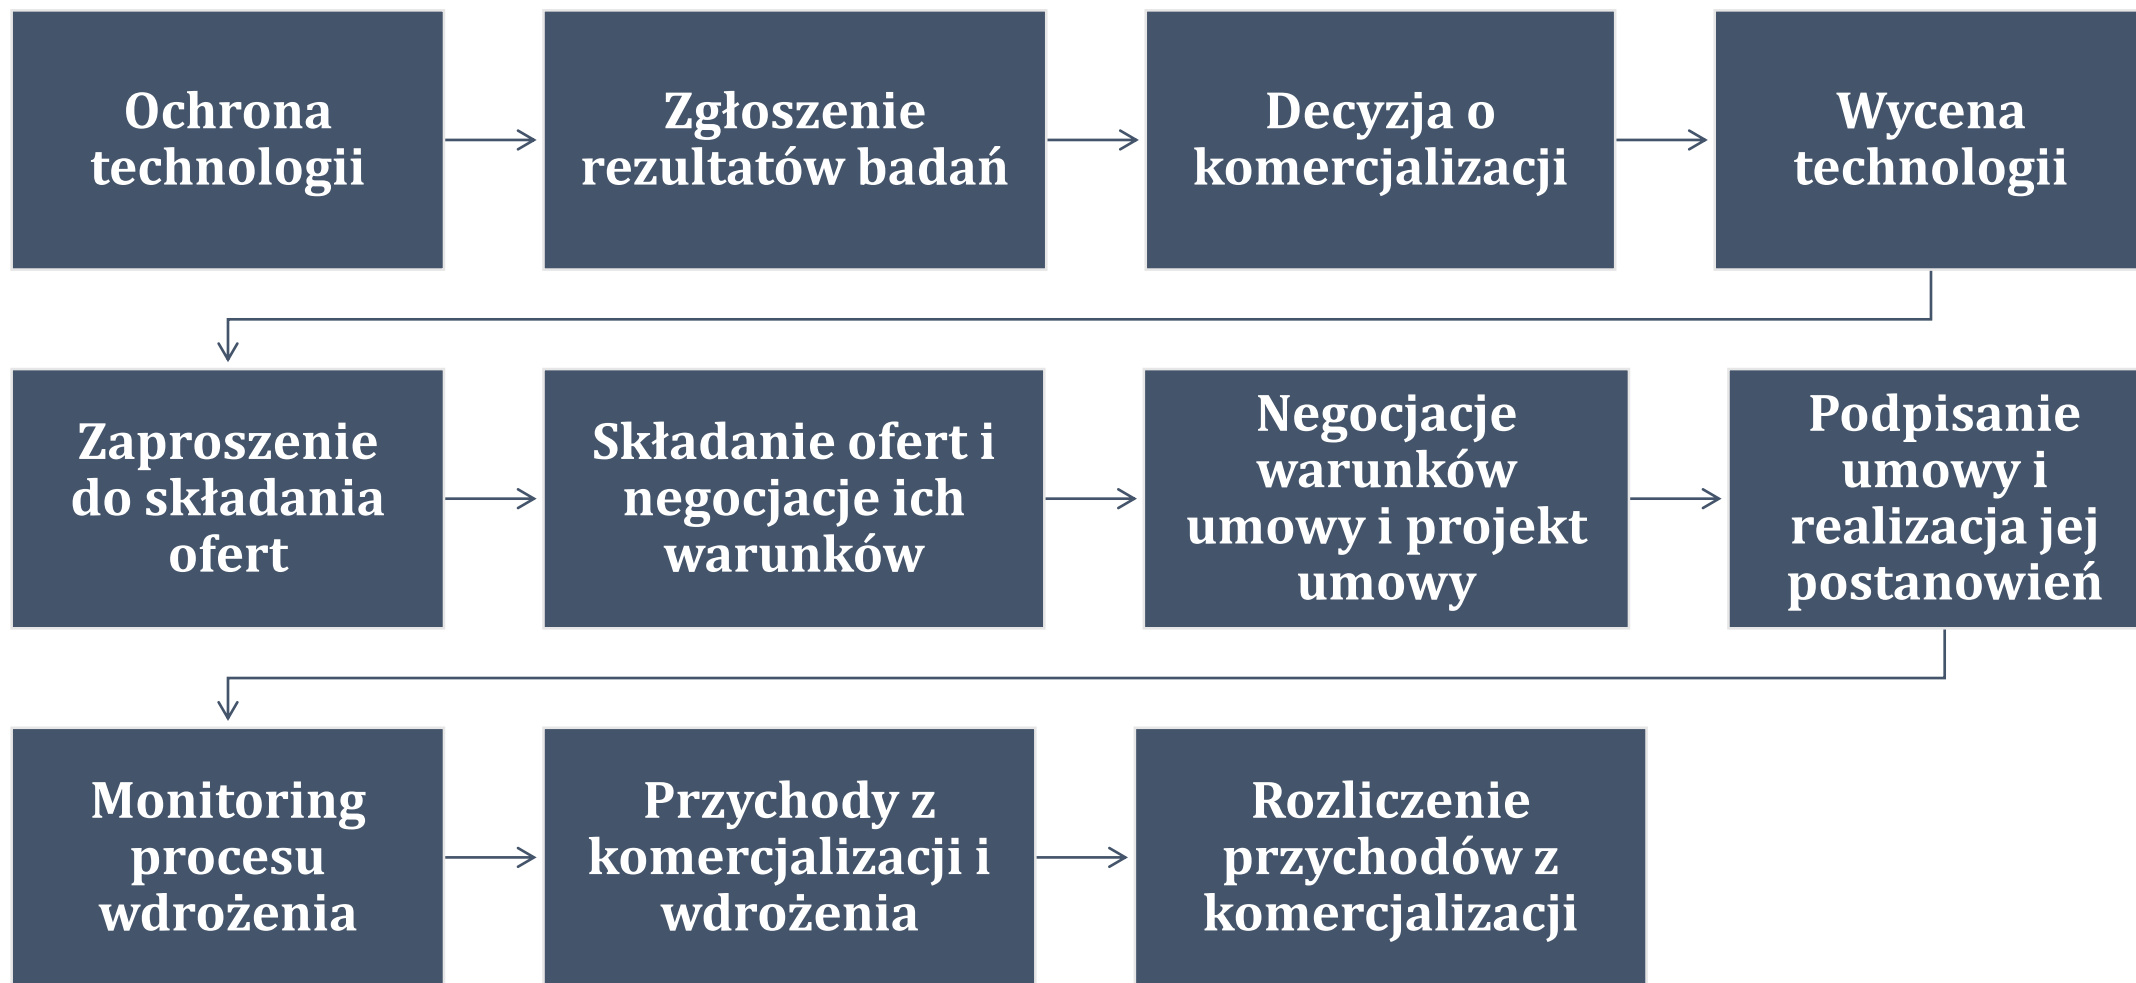 Ochrona
technologii
Zgłoszenie
rezultatów badań
Decyzja o
komercjalizacji
Wycena
technologii
Zaproszenie
do składania
ofert
Składanie ofert i
negocjacje ich
warunków
Negocjacje
warunków
umowy i projekt
umowy
Podpisanie
umowy i
realizacja jej
postanowień
Monitoring
procesu
wdrożenia
Przychody z
komercjalizacji i
wdrożenia
Rozliczenie
przychodów z
komercjalizacji